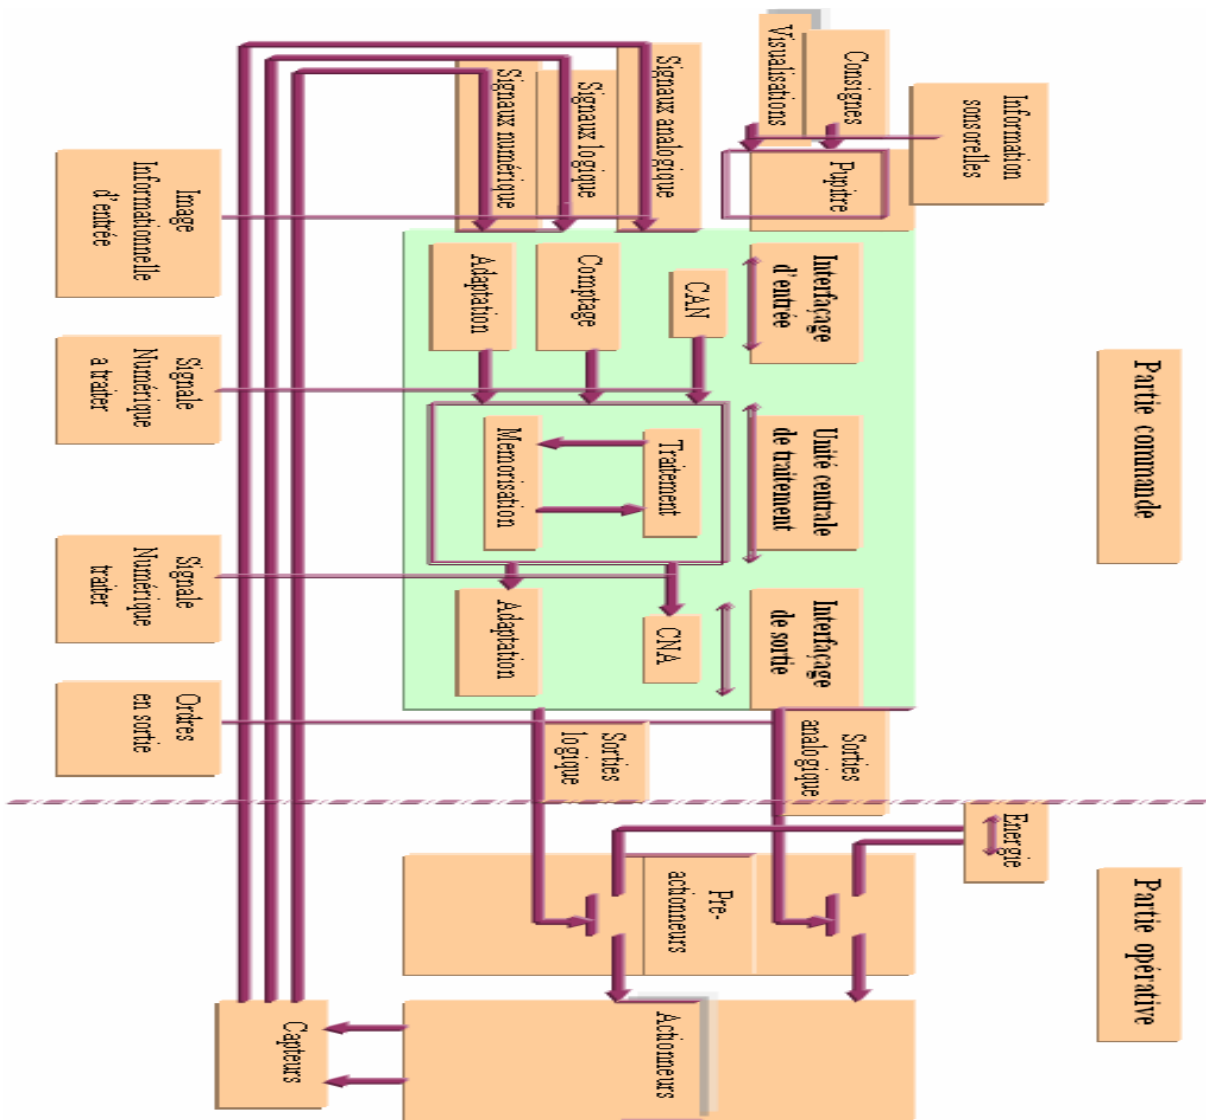 Partie commande
Partie opérative
Information
sonsorelles
Consignes
Visualisations
Pupitre
Energie
Interfaçage
d'entrée
Unité centrale
de traitement
Interfaçage
de sortie
Sorties
analogique
Signaux analogique
Signaux logique
Signaux numérique
CAN
Comptage
Adaptation
Traitement
Memorisation
CNA
Adaptation
Sorties
logique
Pre-
actionneurs
Actionneurs
Capteurs
Image
Informationnelle
d'entrée
Signale
Numérique
a traiter
Signale
Numérique
traiter
Ordres
en sortie